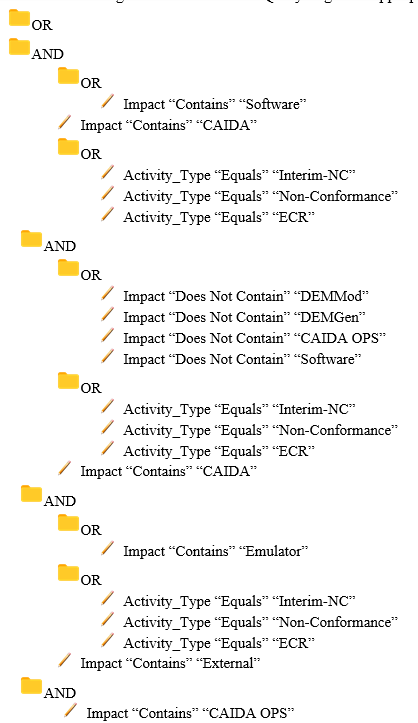 OR
AND
OR
Impact “Contains” “Software”
Impact “Contains” “CAIDA”
OR
Activity_Type “Equals” “Interim-NC”
Activity_Type “Equals” “Non-Conformance”
Activity_Type “Equals” “ECR”
AND
OR
Impact “Does Not Contain” “DEMMod”
Impact “Does Not Contain” “DEMGen”
Impact “Does Not Contain” “CAIDA OPS”
Impact “Does Not Contain” “Software”
OR
Activity_Type “Equals” “Interim-NC”
Activity_Type “Equals” “Non-Conformance”
Activity_Type “Equals” “ECR”
Impact “Contains” “CAIDA”
AND
OR
Impact “Contains” “Emulator”
OR
Activity_Type “Equals” “Interim-NC”
Activity_Type “Equals” “Non-Conformance”
Activity_Type “Equals” “ECR”
Impact “Contains” “External”
AND
Impact “Contains” “CAIDA OPS”